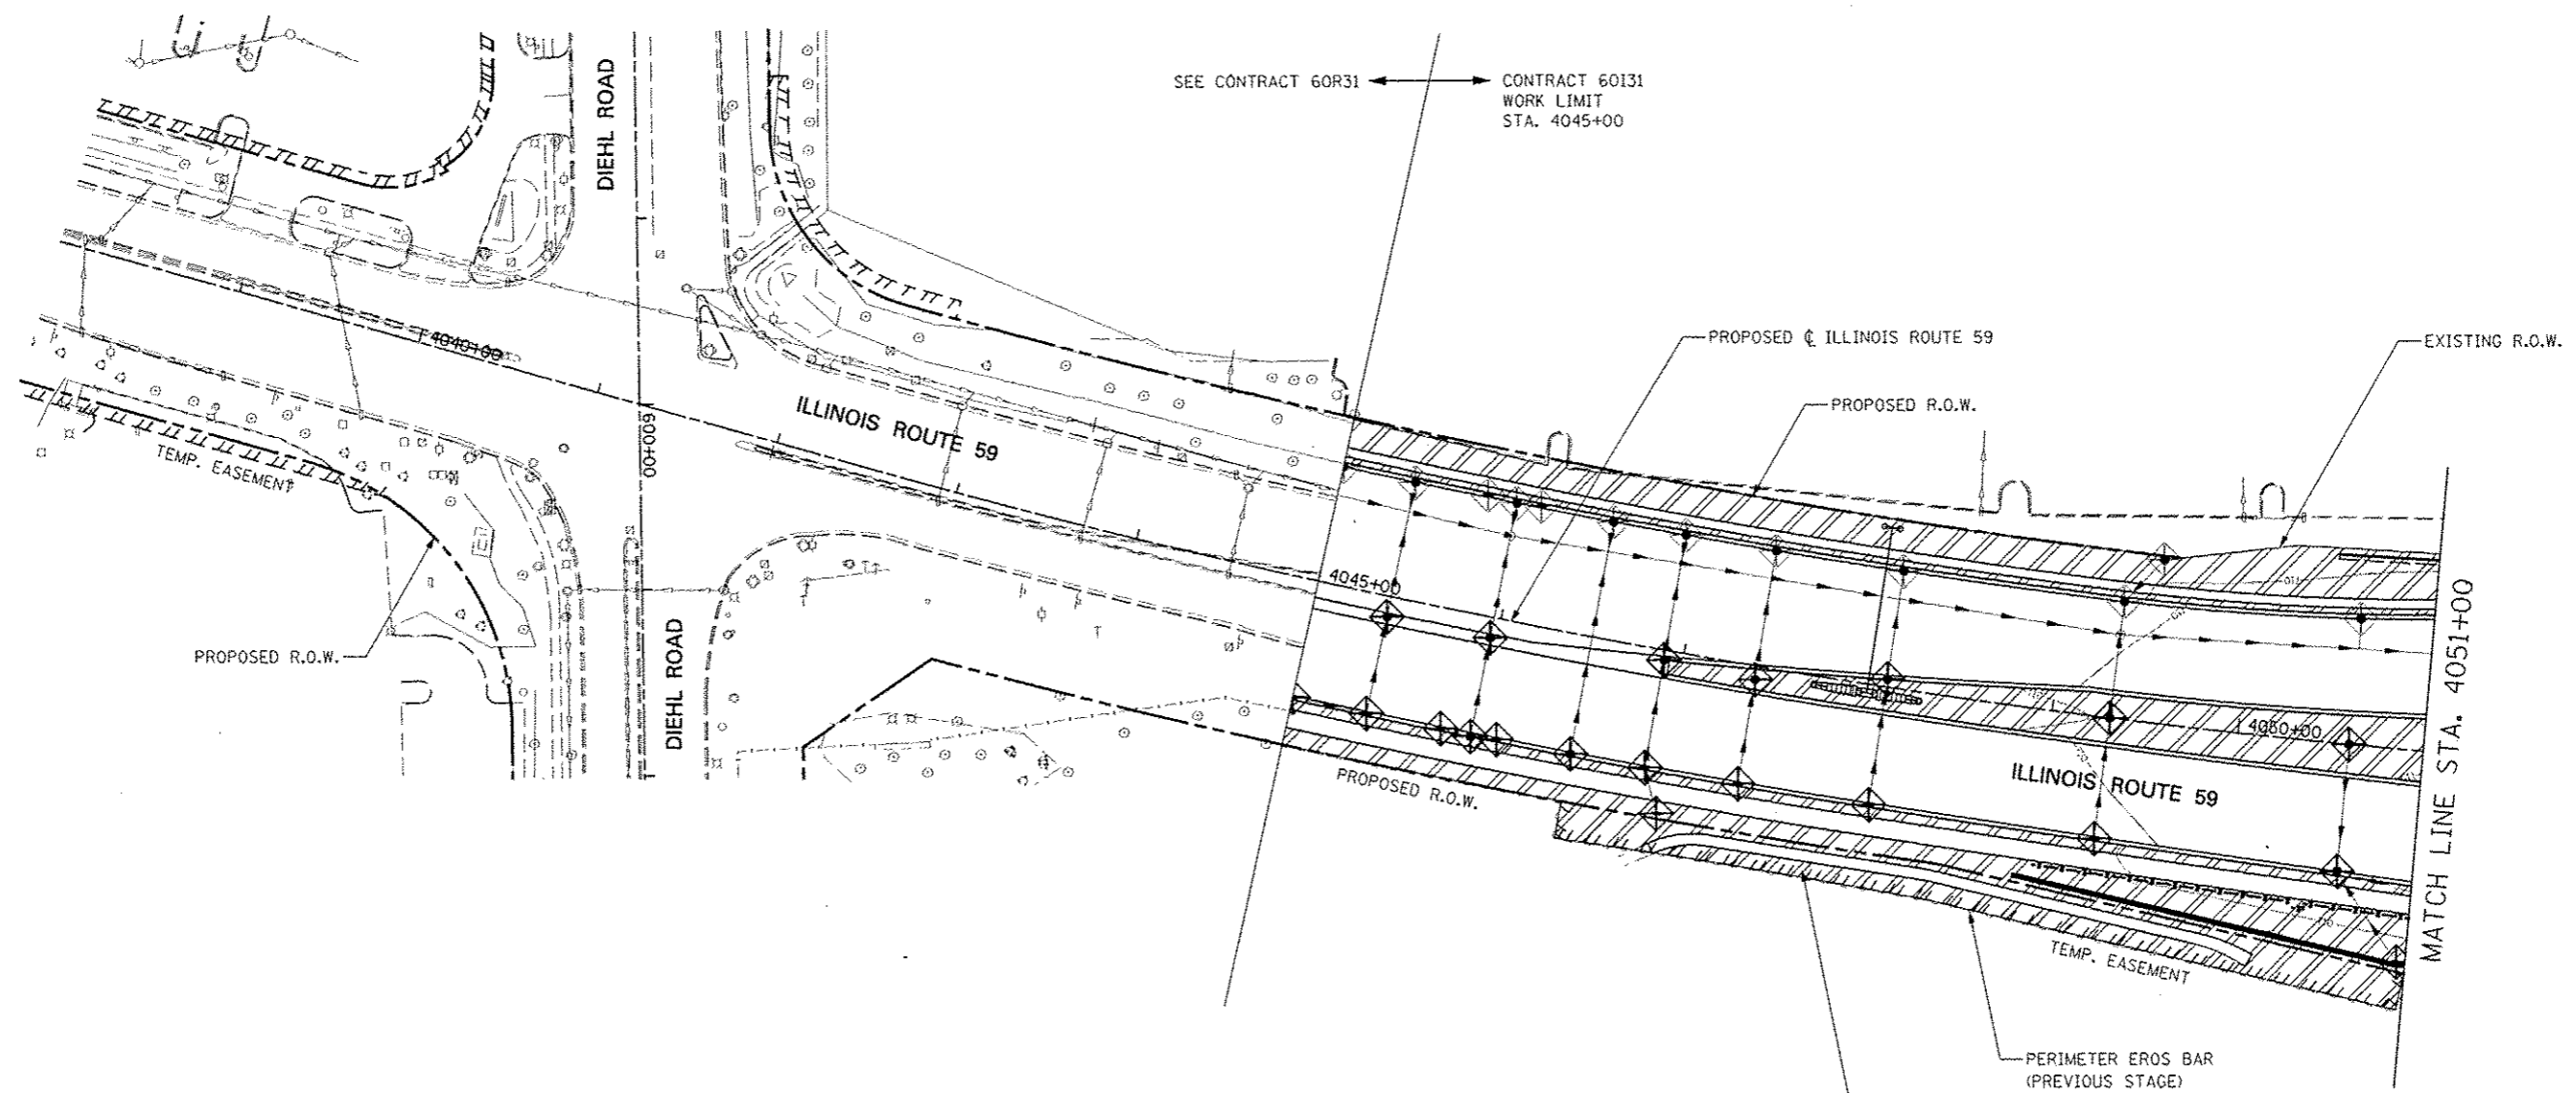 SEE CONTRACT 60R31
CONTRACT 60I31
WORK LIMIT
STA. 4045+00
DIEHL ROAD
PROPOSED ℄ ILLINOIS ROUTE 59
EXISTING R.O.W.
PROPOSED R.O.W.
4040+00
ILLINOIS ROUTE 59
600+00
TEMP. EASEMENT
4045+00
PROPOSED R.O.W.
DIEHL ROAD
4050+00
ILLINOIS ROUTE 59
PROPOSED R.O.W.
MATCH LINE STA. 4051+00
TEMP. EASEMENT
PERIMETER EROS BAR
(PREVIOUS STAGE)